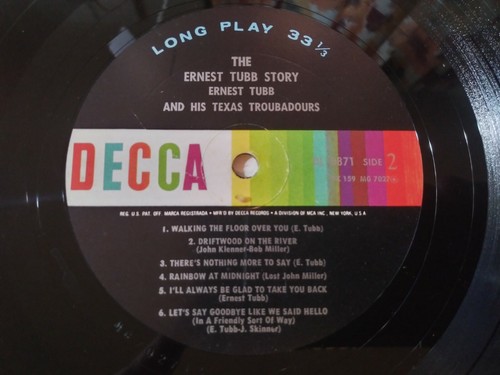 LONG PLAY 33 1/3
THE
ERNEST TUBB STORY
ERNEST TUBB
AND HIS TEXAS TROUBADOURS
DECCA
871 SIDE 2
REG. U.S. PAT. OFF. MARCA REGISTRADA • MFR'D BY DECCA RECORDS • A DIVISION OF MCA INC., NEW YORK, U.S.A
1. WALKING THE FLOOR OVER YOU (E. Tubb)
2. DRIFTWOOD ON THE RIVER
(John Klenner-Bob Miller)
3. THERE'S NOTHING MORE TO SAY (E. Tubb)
4. RAINBOW AT MIDNIGHT (Lost John Miller)
5. I'LL ALWAYS BE GLAD TO TAKE YOU BACK
(Ernest Tubb)
6. LET'S SAY GOODBYE LIKE WE SAID HELLO
(In A Friendly Sort Of Way)
(E. Tubb-J. Skinner)